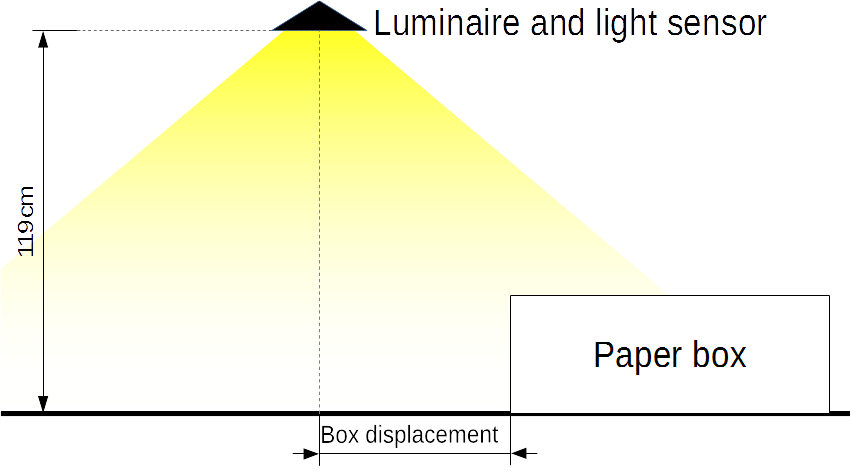 Luminaire and light sensor
119cm
Paper box
Box displacement